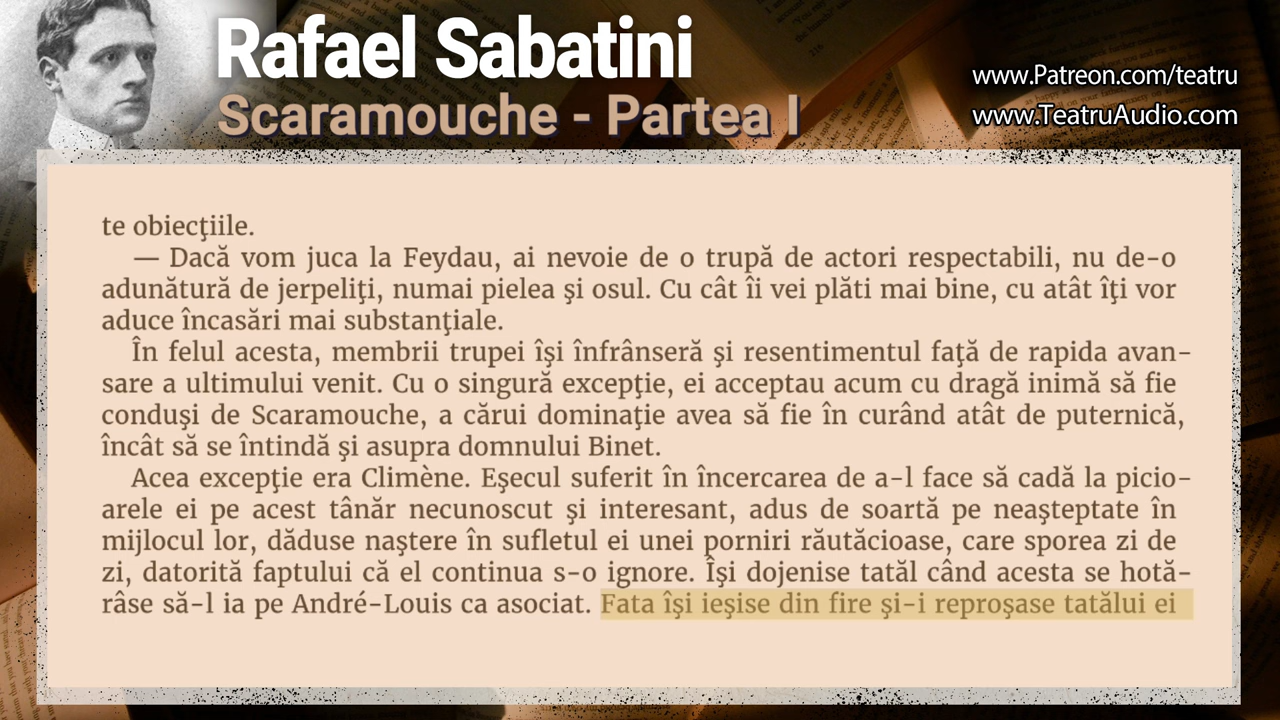 Rafael Sabatini
Scaramouche - Partea I
www.Patreon.com/teatru
www.TeatruAudio.com
te obiecţiile.
— Dacă vom juca la Feydau, ai nevoie de o trupă de actori respectabili, nu de-o
adunătură de jerpeliţi, numai pielea şi osul. Cu cât îi vei plăti mai bine, cu atât îţi vor
aduce încasări mai substanţiale.
În felul acesta, membrii trupei îşi înfrânseră şi resentimentul faţă de rapida avan-
sare a ultimului venit. Cu o singură excepţie, ei acceptau acum cu dragă inimă să fie
conduşi de Scaramouche, a cărui dominaţie avea să fie în curând atât de puternică,
încât să se întindă şi asupra domnului Binet.
Acea excepţie era Climène. Eşecul suferit în încercarea de a-l face să cadă la picio-
arele ei pe acest tânăr necunoscut şi interesant, adus de soartă pe neaşteptate în
mijlocul lor, dăduse naştere în sufletul ei unei porniri răutăcioase, care sporea zi de
zi, datorită faptului că el continua s-o ignore. Îşi dojenise tatăl când acesta se hotă-
râse să-l ia pe André-Louis ca asociat. Fata îşi ieşise din fire şi-i reproşase tatălui ei